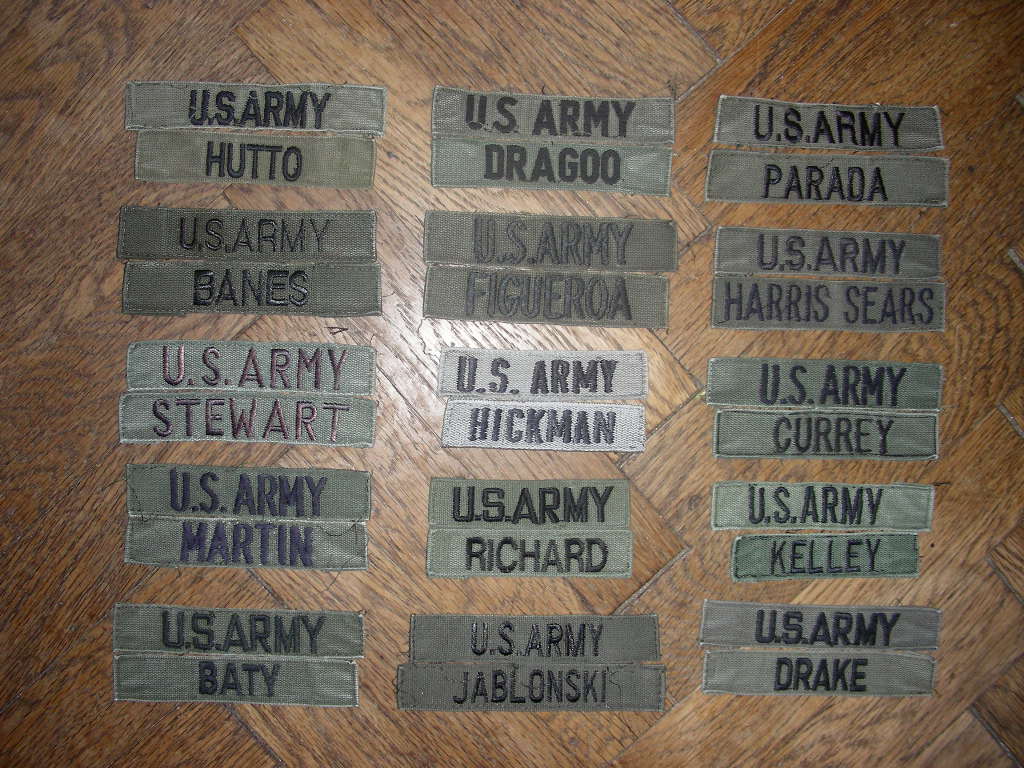 U.S.ARMY
HUTTO
U.S. ARMY
DRAGOO
U.S.ARMY
PARADA
U.S.ARMY
BANES
U.S.ARMY
FIGUEROA
U.S.ARMY
HARRIS SEARS
U.S.ARMY
STEWART
U.S. ARMY
HICKMAN
U.S.ARMY
CURREY
U.S.ARMY
MARTIN
U.S.ARMY
RICHARD
U.S.ARMY
KELLEY
U.S.ARMY
BATY
U.S.ARMY
JABLONSKI
U.S.ARMY
DRAKE